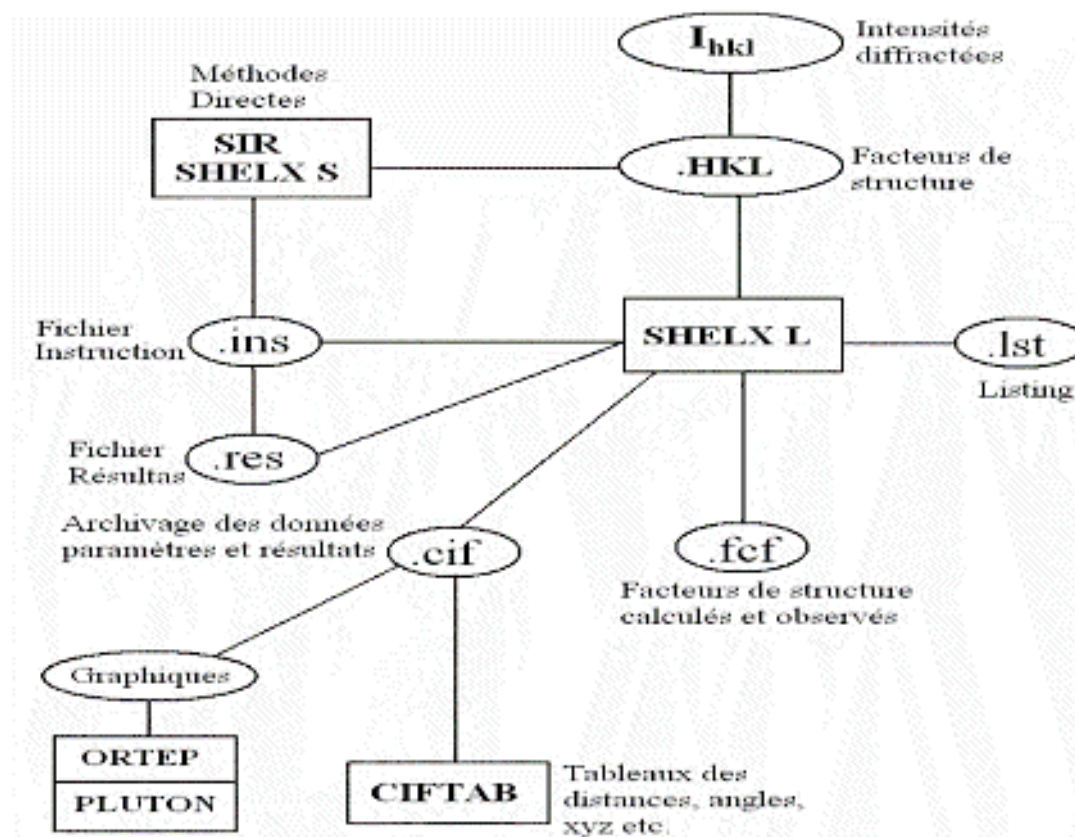 I hkl
Intensités
diffractées
Méthodes
Directes
SIR
SHELX S
.HKL
Facteurs de
structure
Fichier
Instruction
.ins
SHELX L
.lst
Listing
Fichier
Résultas
.res
Archivage des données
paramètres et résultats
.cif
.fcf
Facteurs de structure
calculés et observés
Graphiques
ORTEP
PLUTON
CIFTAB
Tableaux des
distances, angles,
xyz etc.